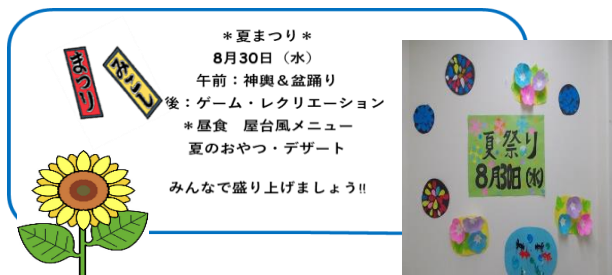 ＊夏まつり＊
8月30日（水）
午前：神輿＆盆踊り
後：ゲーム・レクリエーション
＊昼食　屋台風メニュー
夏のおやつ・デザート
みんなで盛り上げましょう!!
まつり
みこし
夏祭り
8月30日(水)